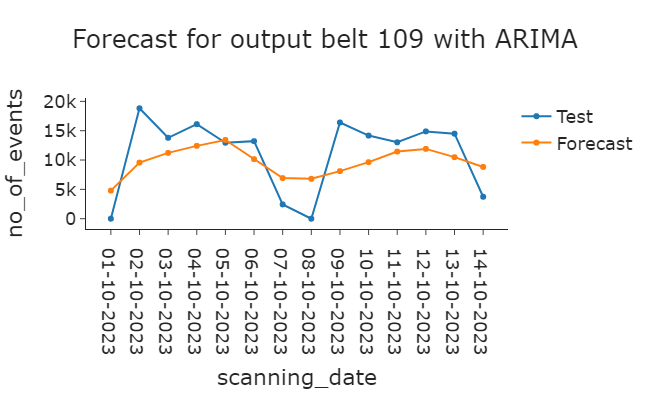 Forecast for output belt 109 with ARIMA
no_of_events
20k
15k
10k
5k
0
Test
Forecast
01-10-2023
02-10-2023
03-10-2023
04-10-2023
05-10-2023
06-10-2023
07-10-2023
08-10-2023
09-10-2023
10-10-2023
11-10-2023
12-10-2023
13-10-2023
14-10-2023
scanning_date